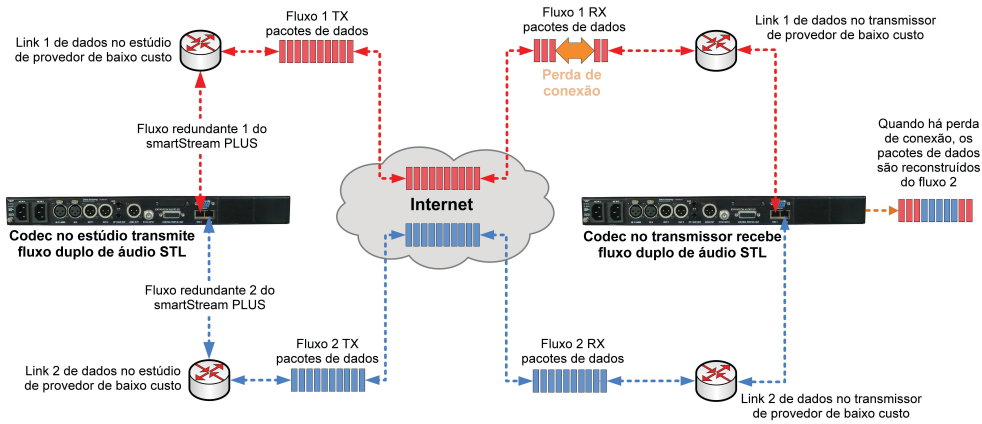 Link 1 de dados no estúdio
de provedor de baixo custo
Fluxo 1 TX
pacotes de dados
Fluxo 1 RX
pacotes de dados
Perda de
conexão
Link 1 de dados no transmissor
de provedor de baixo custo
Fluxo redundante 1 do
smartStream PLUS
Quando há perda
de conexão, os
pacotes de dados
são reconstruídos
do fluxo 2
Internet
Codec no estúdio transmite
fluxo duplo de áudio STL
Codec no transmissor recebe
fluxo duplo de áudio STL
Fluxo redundante 2 do
smartStream PLUS
Link 2 de dados no estúdio
de provedor de baixo custo
Fluxo 2 TX
pacotes de dados
Fluxo 2 RX
pacotes de dados
Link 2 de dados no transmissor
de provedor de baixo custo